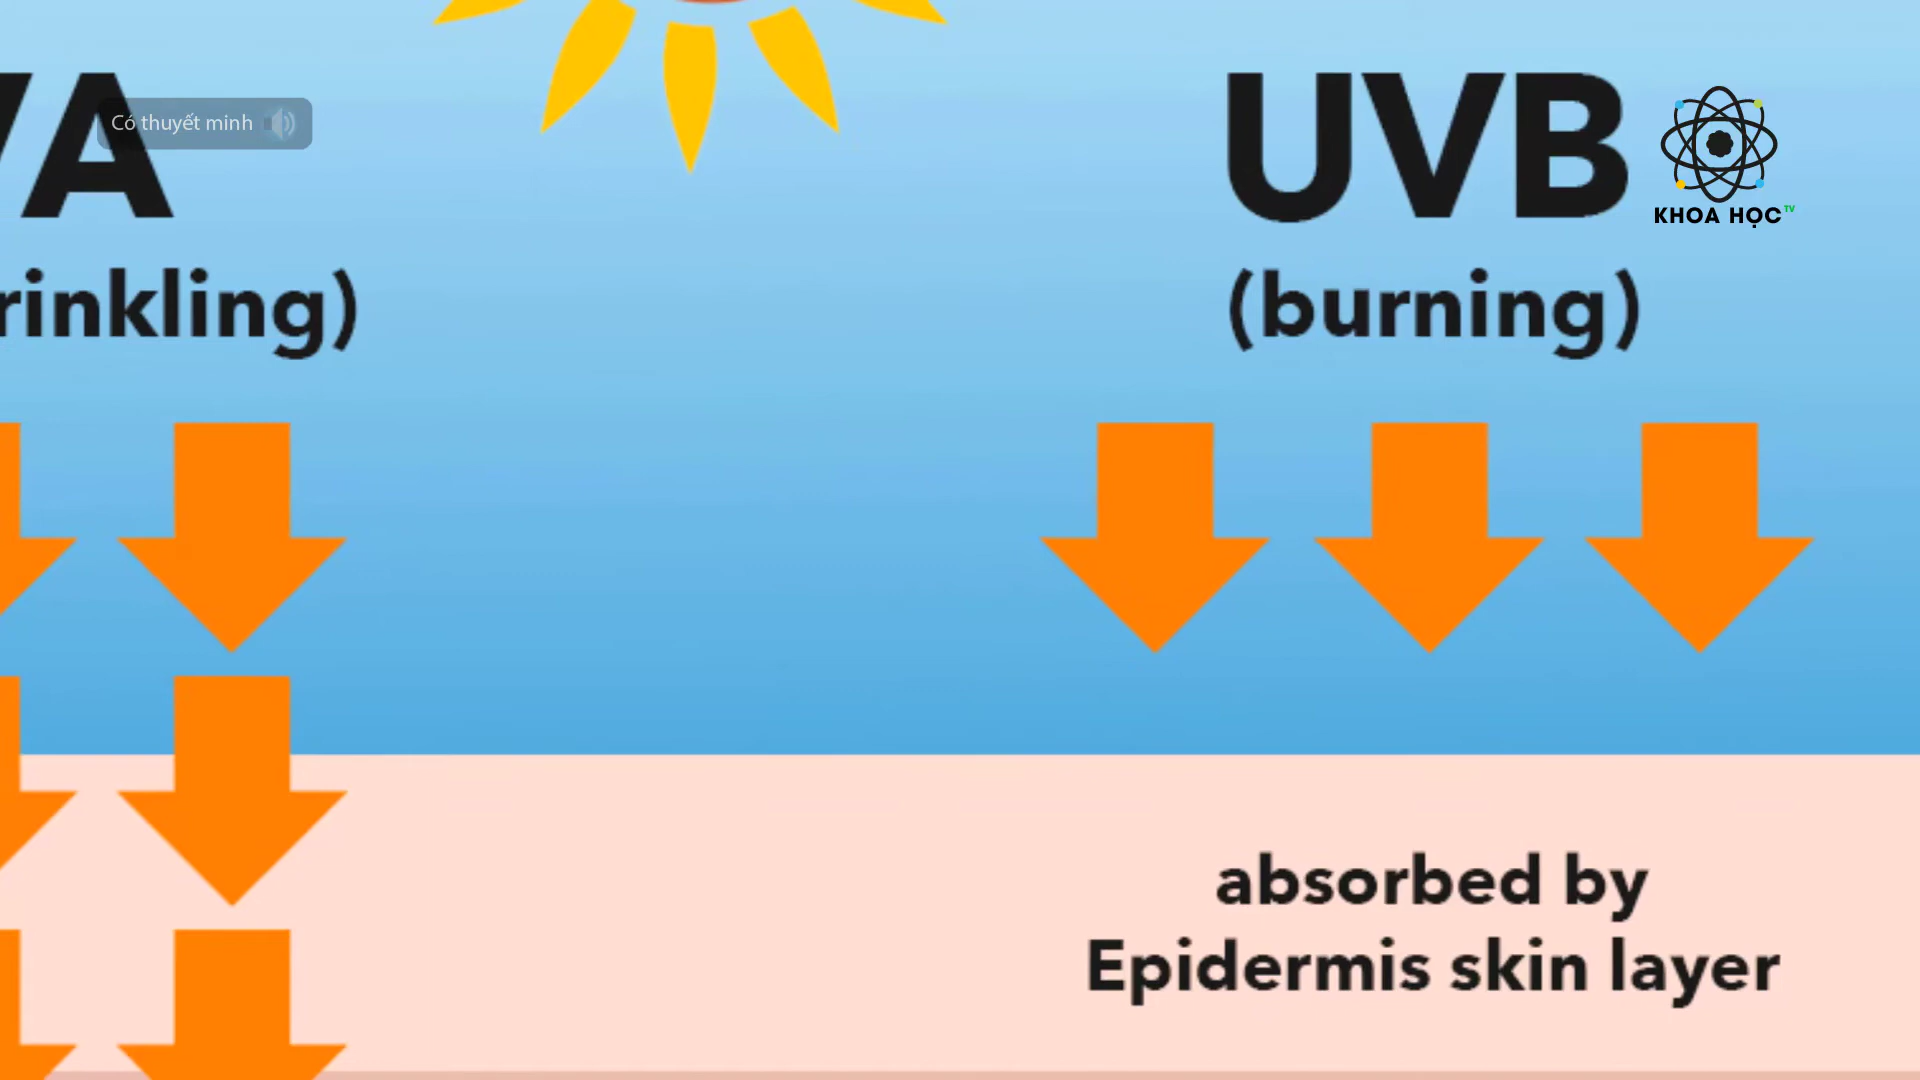 VA
Có thuyết minh
rinkling)
UVB
(burning)
KHOA HỌC TV
absorbed by
Epidermis skin layer